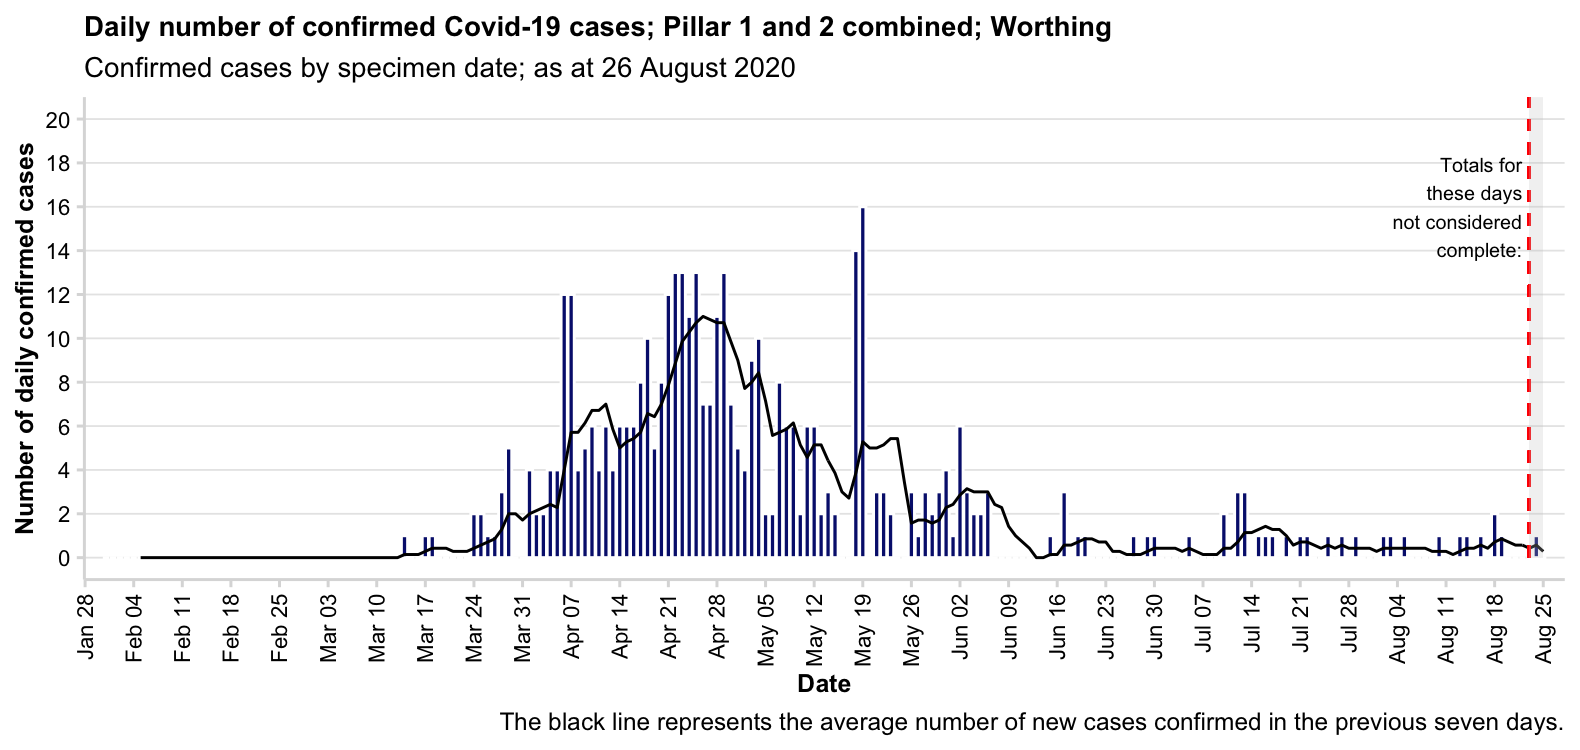 Daily number of confirmed Covid-19 cases; Pillar 1 and 2 combined; Worthing
Confirmed cases by specimen date; as at 26 August 2020
Number of daily confirmed cases
20
18
16
14
12
10
8
6
4
2
0
Totals for
these days
not considered
complete:
Jan 28
Feb 04
Feb 11
Feb 18
Feb 25
Mar 03
Mar 10
Mar 17
Mar 24
Mar 31
Apr 07
Apr 14
Apr 21
Apr 28
May 05
May 12
May 19
May 26
Jun 02
Jun 09
Jun 16
Jun 23
Jun 30
Jul 07
Jul 14
Jul 21
Jul 28
Aug 04
Aug 11
Aug 18
Aug 25
Date
The black line represents the average number of new cases confirmed in the previous seven days.